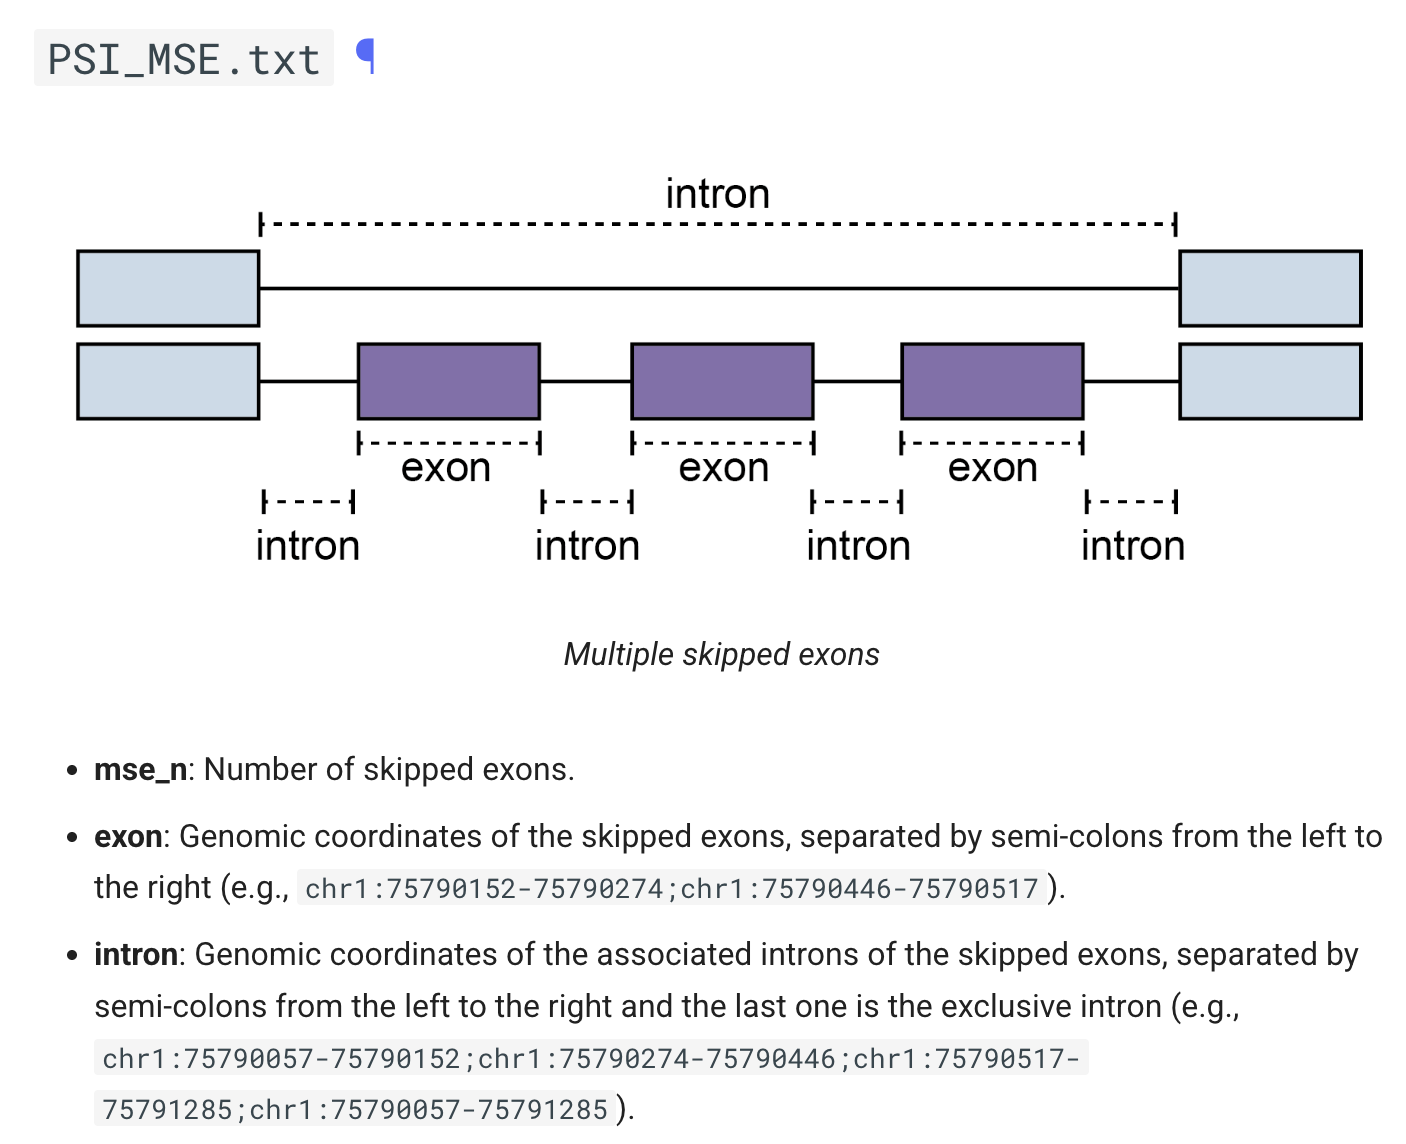 PSI_MSE.txt ¶
intron
exon exon exon
intron intron intron intron
Multiple skipped exons
• mse_n: Number of skipped exons.
• exon: Genomic coordinates of the skipped exons, separated by semi-colons from the left to
the right (e.g., chr1:75790152-75790274;chr1:75790446-75790517).
• intron: Genomic coordinates of the associated introns of the skipped exons, separated by
semi-colons from the left to the right and the last one is the exclusive intron (e.g.,
chr1:75790057-75790152;chr1:75790274-75790446;chr1:75790517-
75791285;chr1:75790057-75791285).